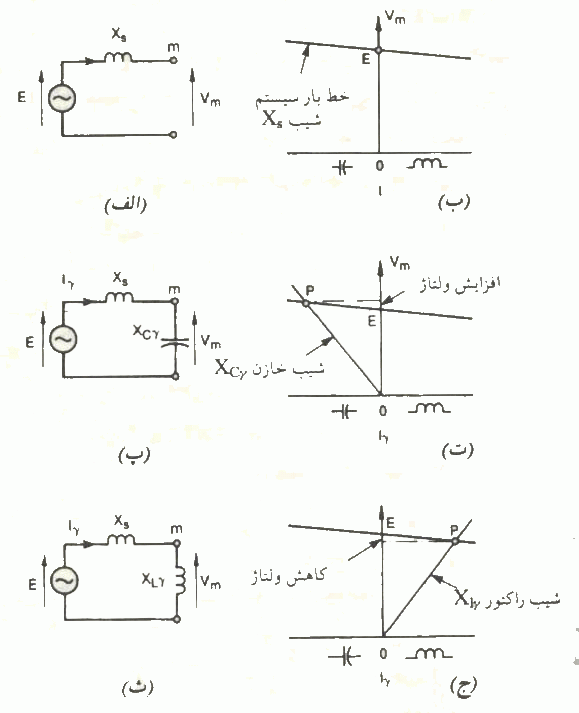 Xs
m
E
Vm
(الف)
Vm
E
خط بار سیستم
شیب Xs
0
I
(ب)
Iγ
Xs
m
E
XCγ
Vm
(پ)
Vm
P
افزایش ولتاژ
E
شیب خازن XCγ
0
Iγ
(ت)
Iγ
Xs
m
E
XLγ
Vm
(ث)
E
P
کاهش ولتاژ
شیب راکتور XLγ
0
Iγ
(ج)